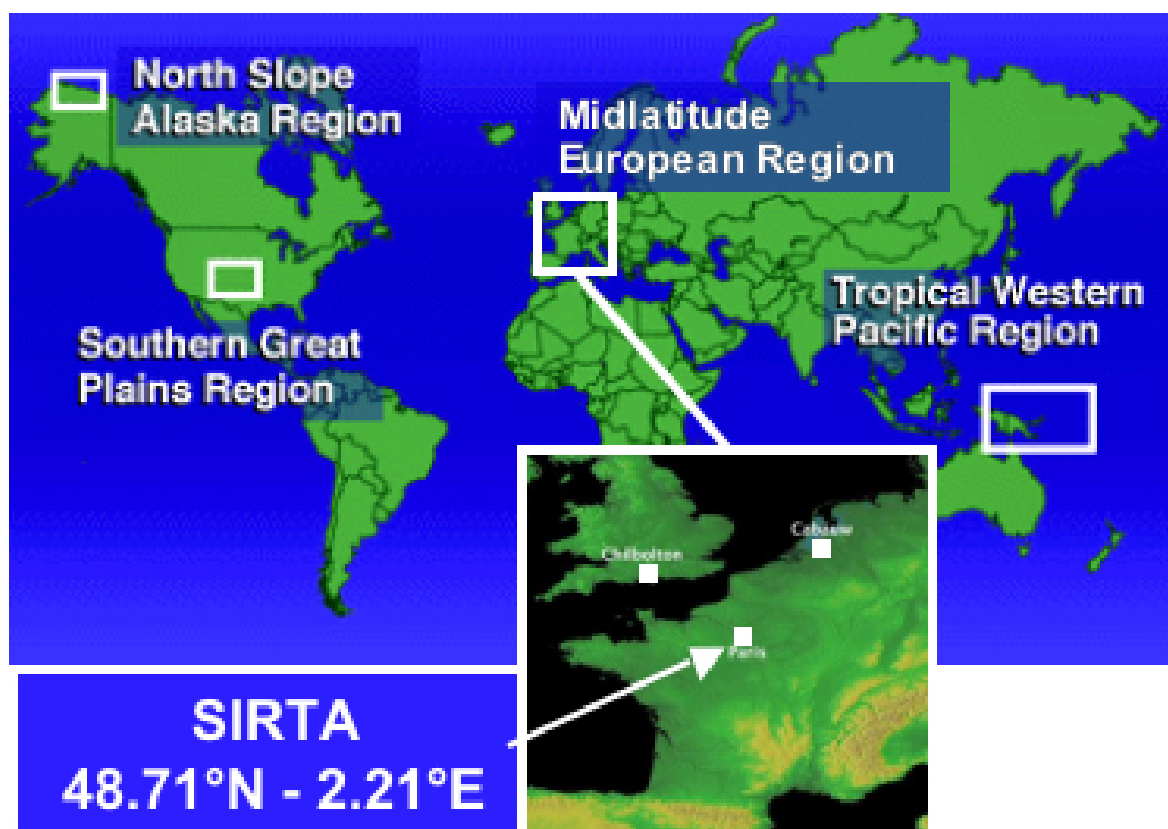 North Slope
Alaska Region
Midlatitude
European Region
Tropical Western
Pacific Region
Southern Great
Plains Region
Cabauw
Chilbolton
Paris
SIRTA
48.71°N - 2.21°E